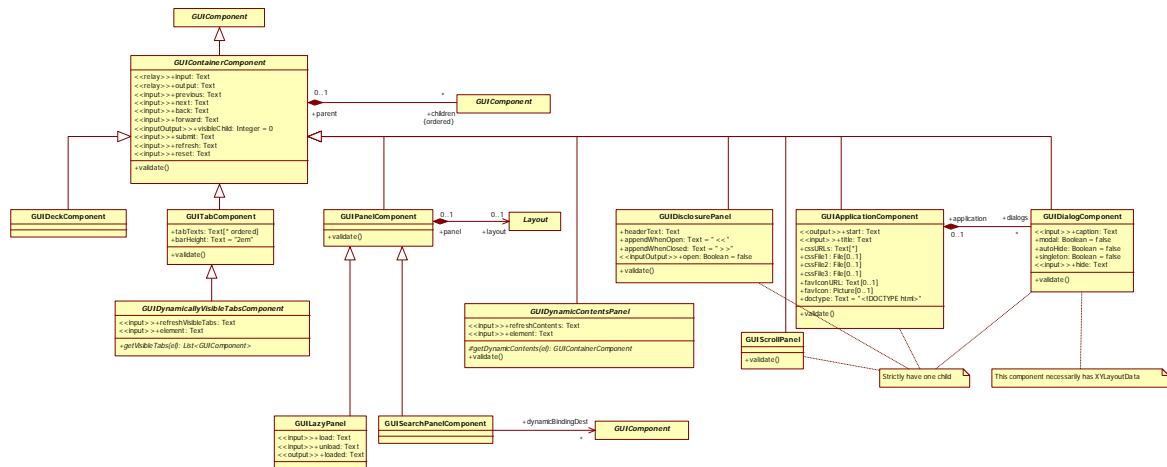 GUIComponent
GUIContainerComponent
<<relay>>+input: Text
<<relay>>+output: Text
<<input>>+previous: Text
<<input>>+next: Text
<<input>>+back: Text
<<input>>+forward: Text
<<inputOutput>>+visibleChild: Integer = 0
<<input>>+submit: Text
<<input>>+refresh: Text
<<input>>+reset: Text
+validate()
0..1
+parent
*
+children
{ordered}
GUIComponent
GUIDeckComponent
GUITabComponent
+tabTexts: Text[* ordered]
+barHeight: Text = "2em"
+validate()
GUIPanelComponent
+validate()
0..1
+panel
0..1
+layout
Layout
GUIDisclosurePanel
+headerText: Text
+appendWhenOpen: Text = "<<"
+appendWhenClosed: Text = ">>"
<<inputOutput>>+open: Boolean = false
+validate()
GUIApplicationComponent
<<output>>+start: Text
<<input>>+title: Text
+cssURLs: Text[*]
+cssFile1: File[0..1]
+cssFile2: File[0..1]
+cssFile3: File[0..1]
+favIconURL: Text[0..1]
+favIcon: Picture[0..1]
+doctype: Text = "<!DOCTYPE html>"
+validate()
+application
0..1
+dialogs
*
GUIDialogComponent
<<input>>+caption: Text
+modal: Boolean = false
+autoHide: Boolean = false
+singleton: Boolean = false
<<input>>+hide: Text
+validate()
GUIDynamicallyVisibleTabsComponent
<<input>>+refreshVisibleTabs: Text
<<input>>+element: Text
+getVisibleTabs(el): List<GUIComponent>
GUIDynamicContentsPanel
<<input>>+refreshContents: Text
<<input>>+element: Text
#getDynamicContents(el): GUIContainerComponent
+validate()
GUIScrollPanel
+validate()
Strictly have one child
This component necessarily has XYLayoutData
GUILazyPanel
<<input>>+load: Text
<<input>>+unload: Text
<<output>>+loaded: Text
GUISearchPanelComponent
+dynamicBindingDest
*
GUIComponent